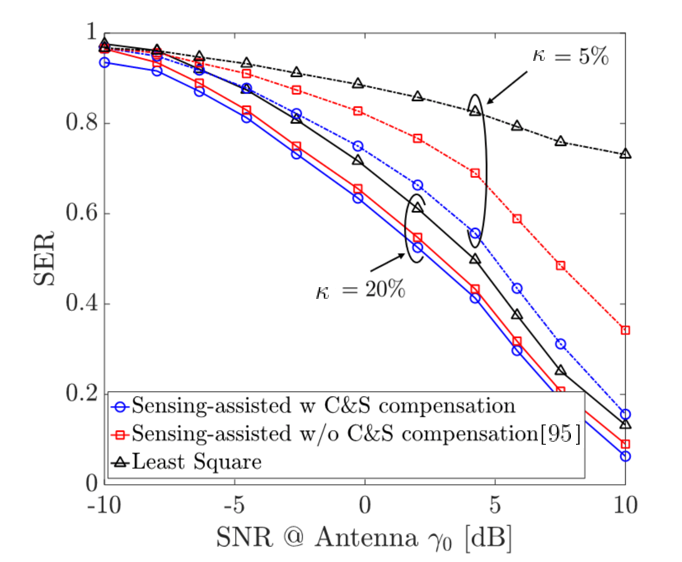 1
0.8
0.6
0.4
0.2
0
-10
-5
0
5
10
SER
SNR @ Antenna γ₀ [dB]
κ = 5%
κ = 20%
Sensing-assisted w C&S compensation
Sensing-assisted w/o C&S compensation[95]
Least Square